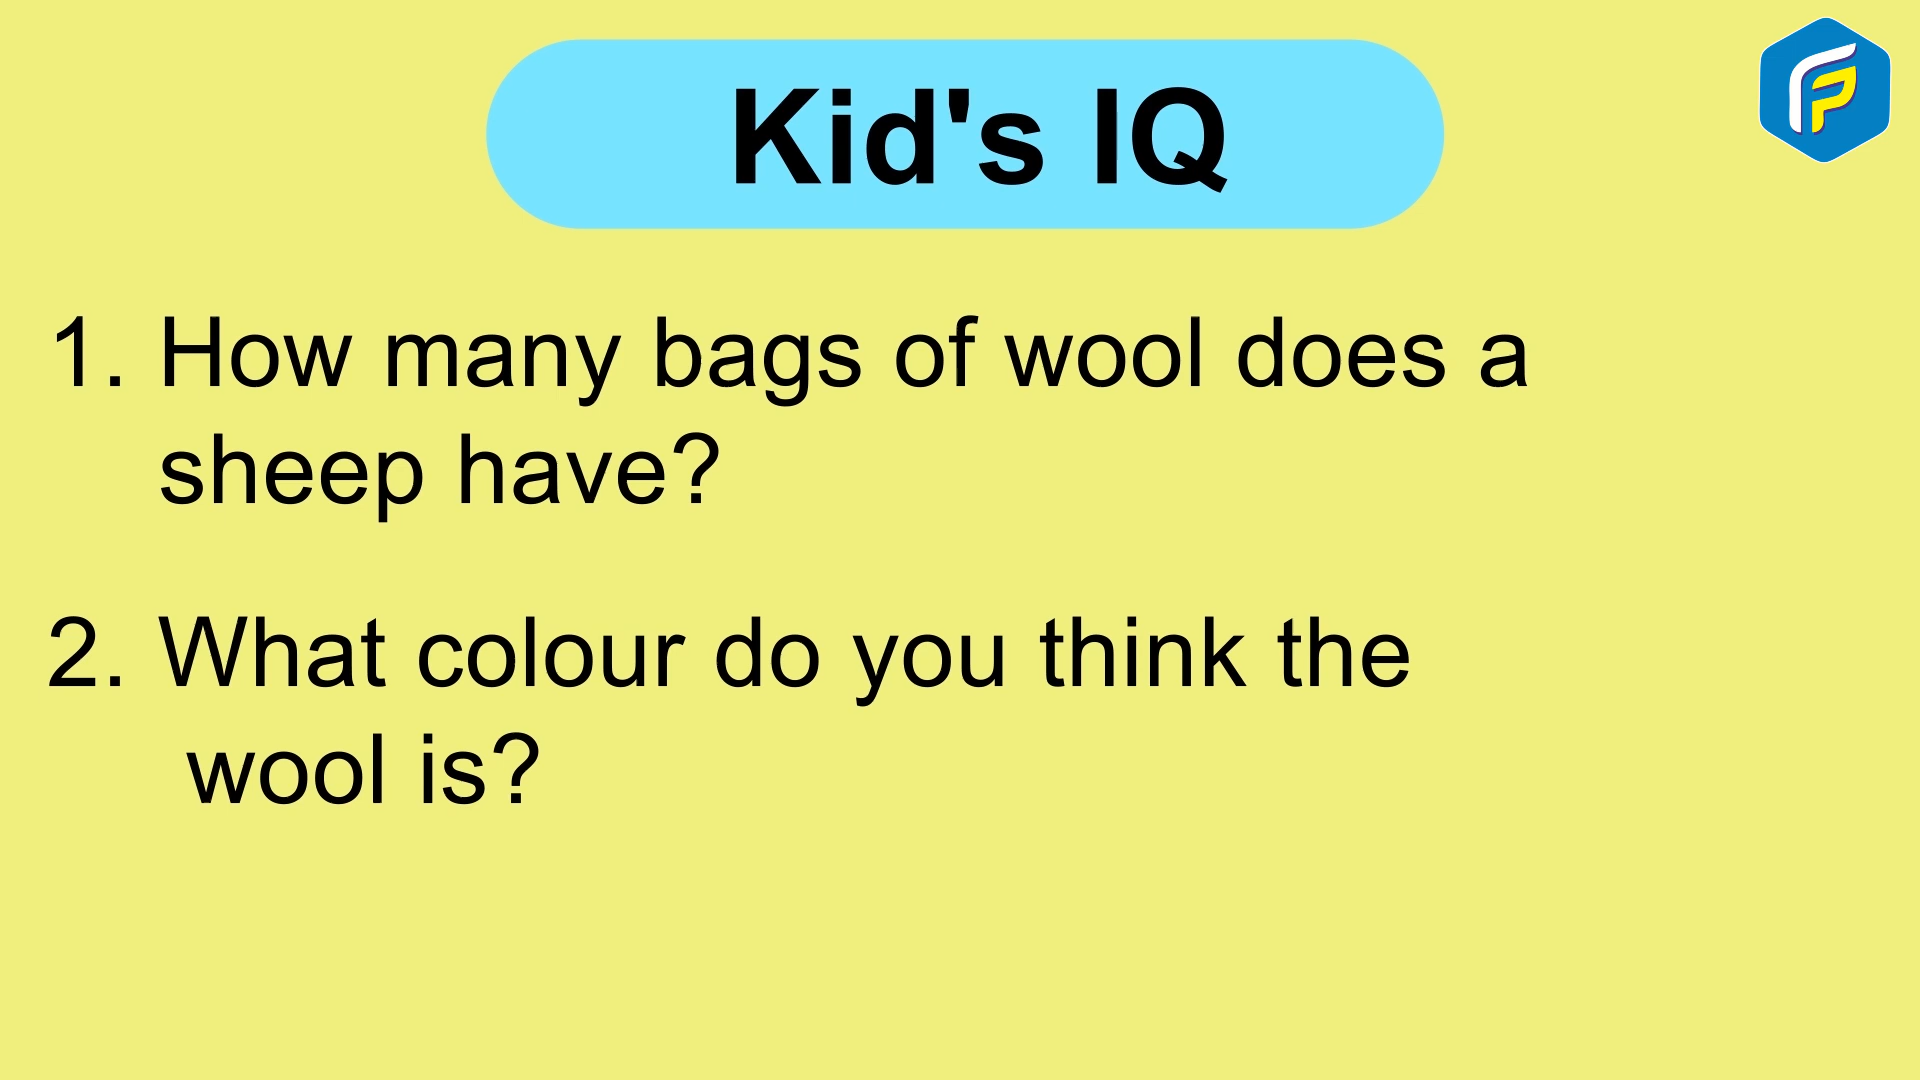 Kid's IQ
1. How many bags of wool does a
sheep have?
2. What colour do you think the
wool is?